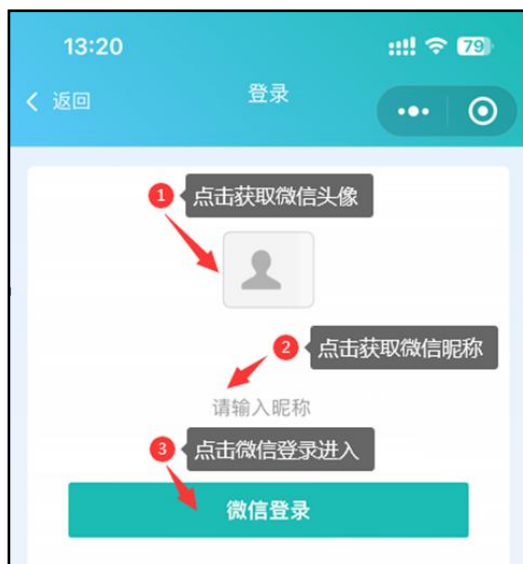 13:20
79
返回
登录
1 点击获取微信头像
2 点击获取微信昵称
请输入昵称
3 点击微信登录进入
微信登录